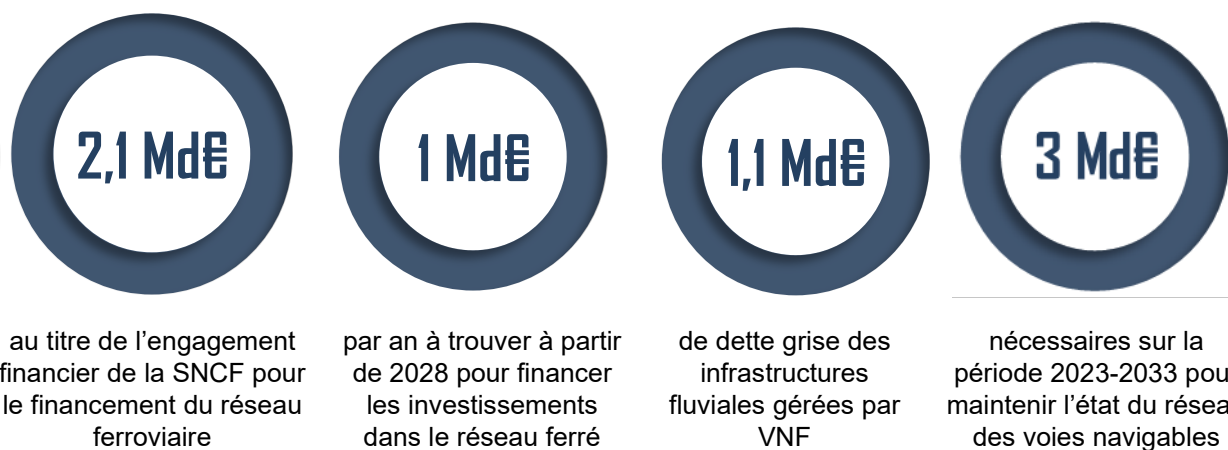 2,1 Md€
au titre de l’engagement
financier de la SNCF pour
le financement du réseau
ferroviaire
1 Md€
par an à trouver à partir
de 2028 pour financer
les investissements
dans le réseau ferré
1,1 Md€
de dette grise des
infrastructures
fluviales gérées par
VNF
3 Md€
nécessaires sur la
période 2023-2033 pou
maintenir l’état du résea
des voies navigables